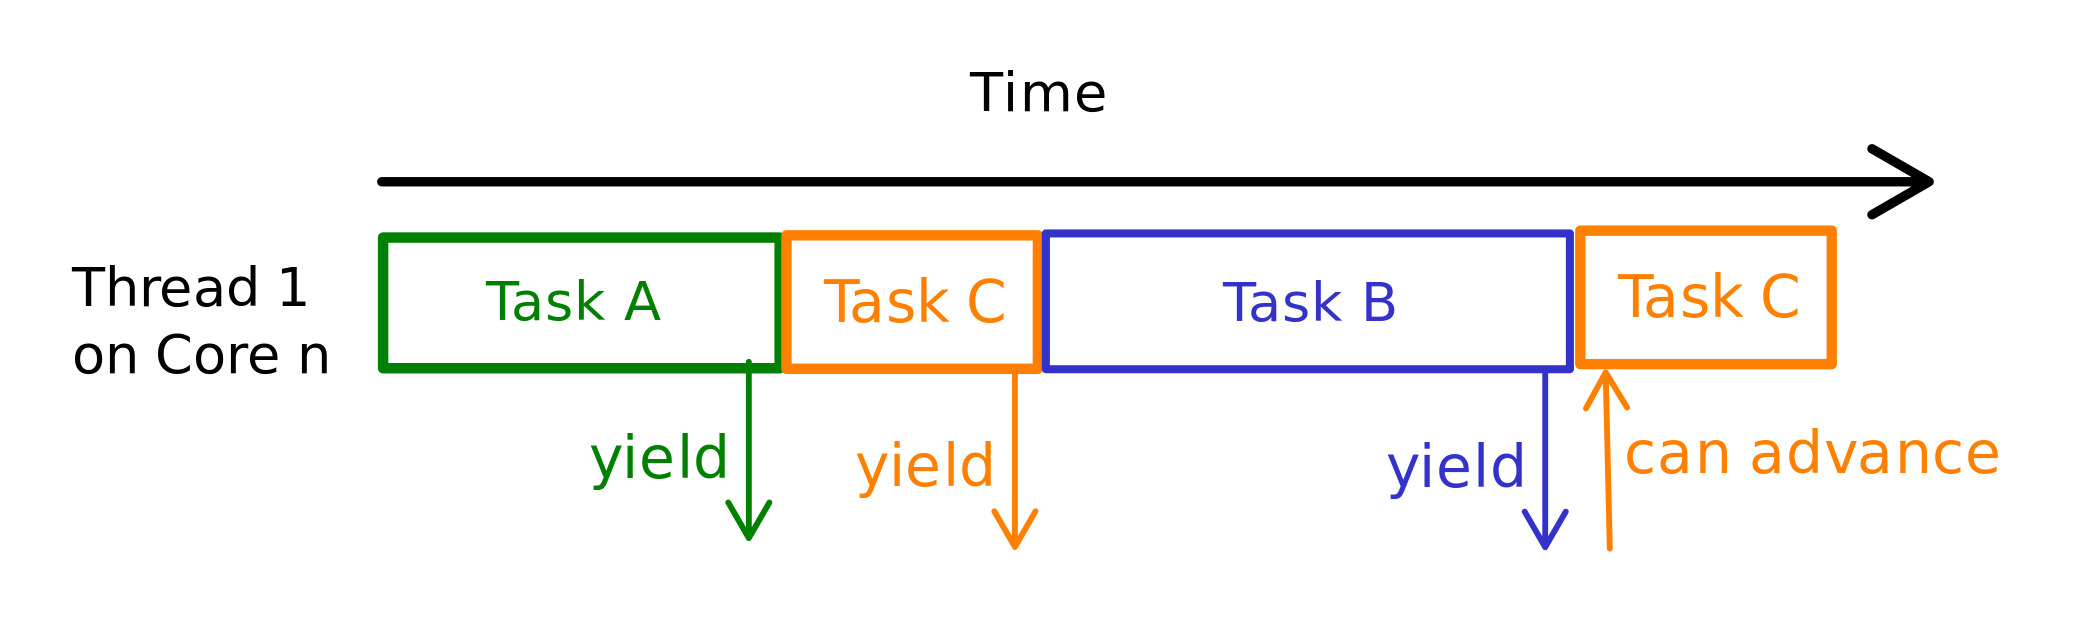 Time
Thread 1
on Core n
Task A
Task C
Task B
Task C
yield
yield
yield
can advance